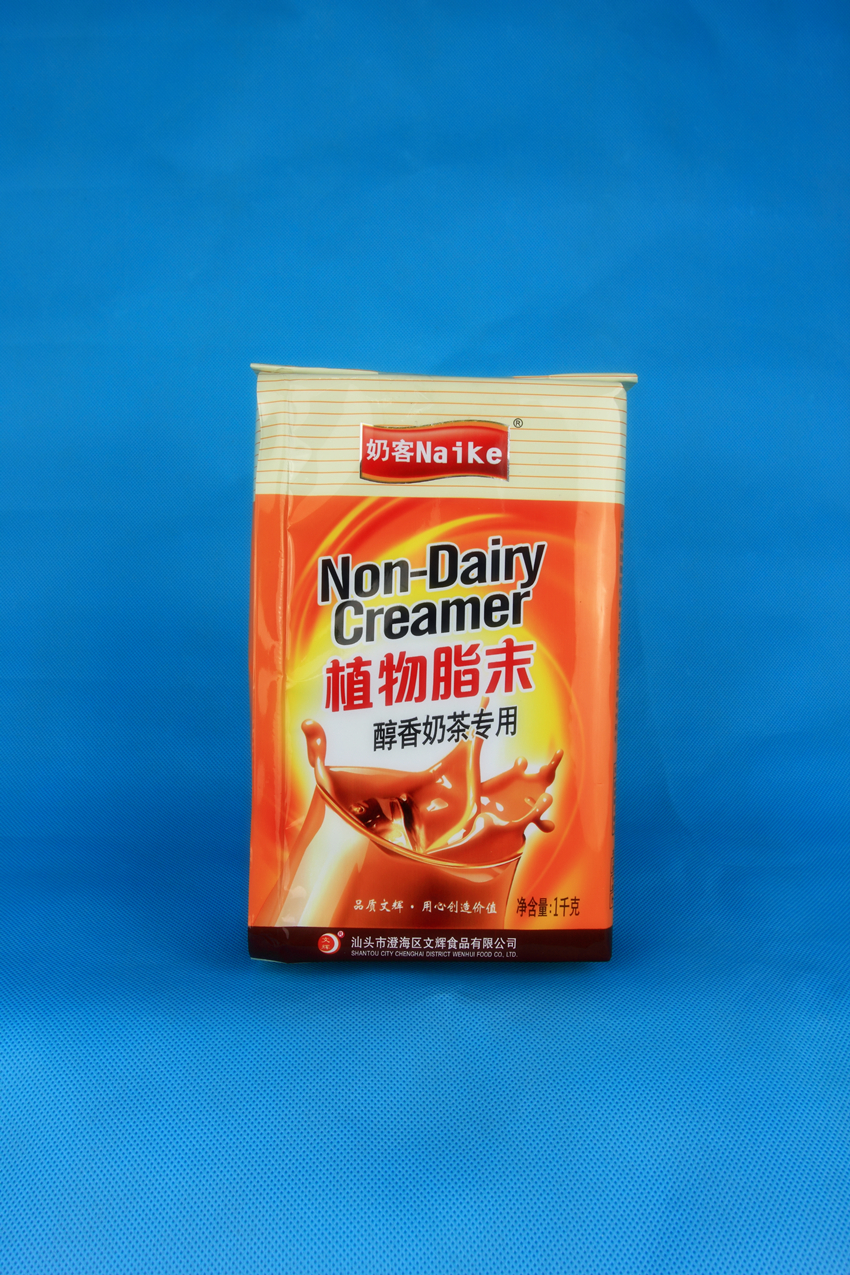 奶客Naike®
Non-Dairy
Creamer
植物脂末
醇香奶茶专用
品质文辉·用心创造价值
净含量:1千克
文辉
汕头市澄海区文辉食品有限公司
SHANTOU CITY CHENGHAI DISTRICT WENHUI FOOD CO., LTD.